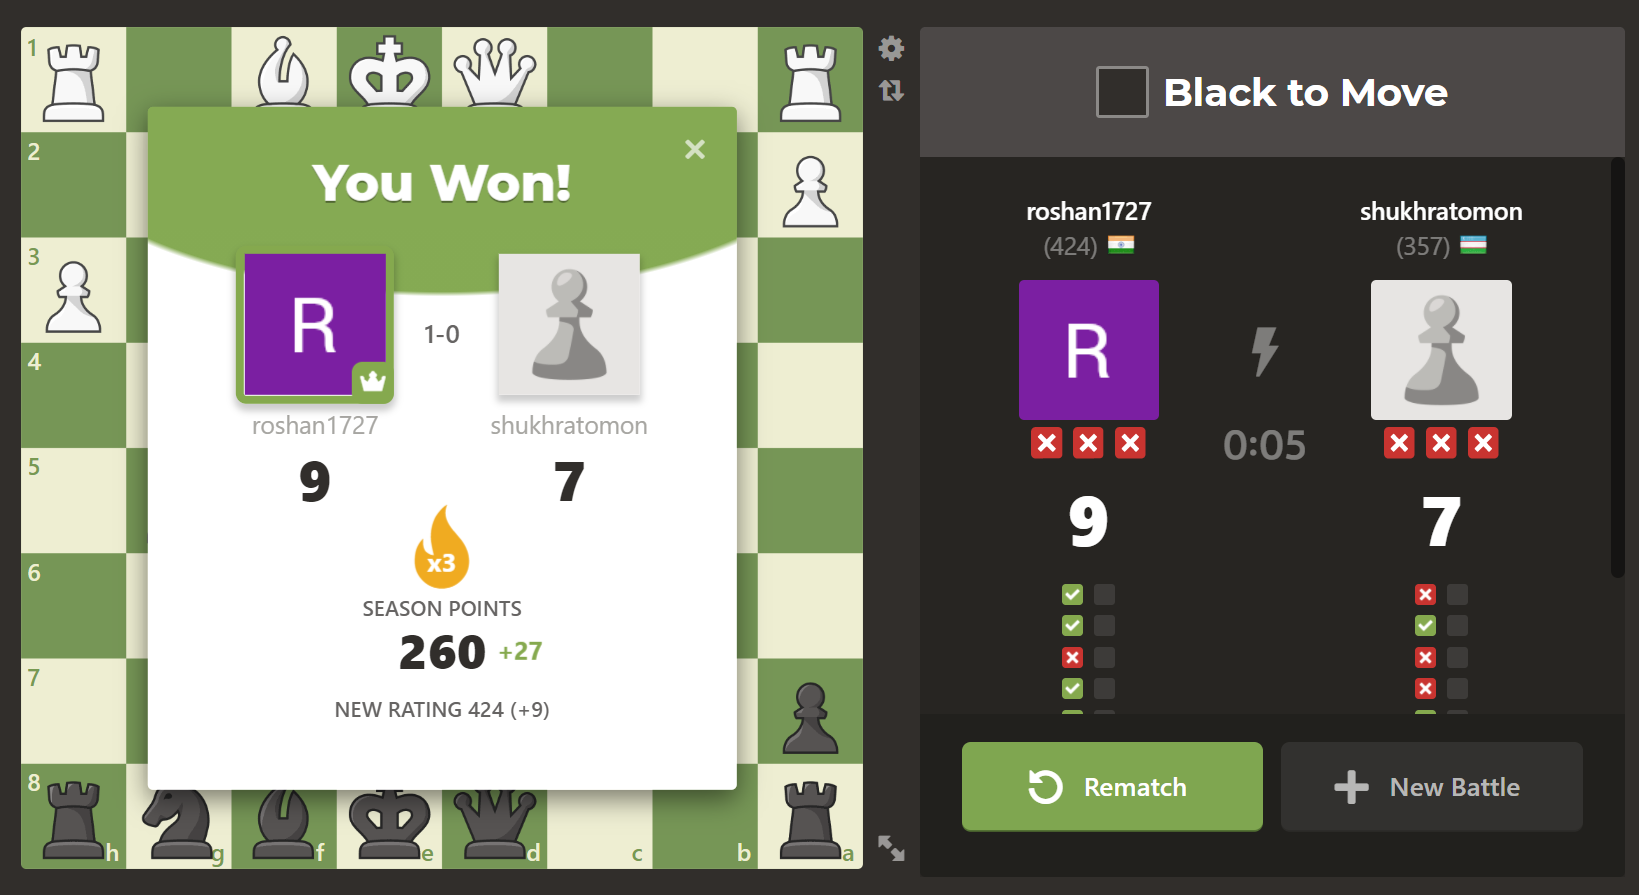 1
2
3
4
5
6
7
8
h
g
f
e
d
c
b
a
You Won!
R
1-0
roshan1727
shukhratomon
9
7
x3
SEASON POINTS
260 +27
NEW RATING 424 (+9)
Black to Move
roshan1727
(424)
shukhratomon
(357)
R
0:05
9
7
Rematch
New Battle